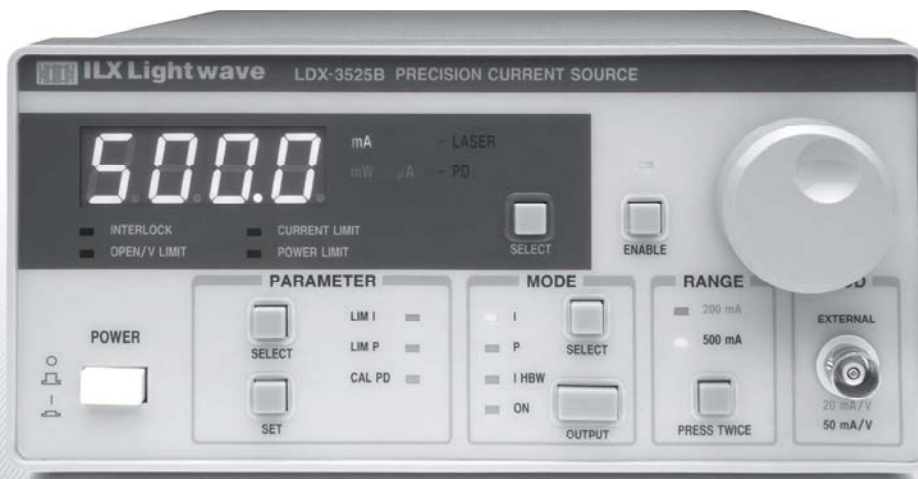 ILX Lightwave LDX-3525B PRECISION CURRENT SOURCE
500.0
mA - LASER
mW µA - PD
INTERLOCK CURRENT LIMIT
OPEN/V LIMIT POWER LIMIT
SELECT ENABLE
PARAMETER MODE RANGE
POWER
O
I
LIM I
LIM P
CAL PD
SELECT
SET
I
P
I HBW
ON
SELECT
OUTPUT
200 mA
500 mA
PRESS TWICE
EXTERNAL
20 mA/V
50 mA/V